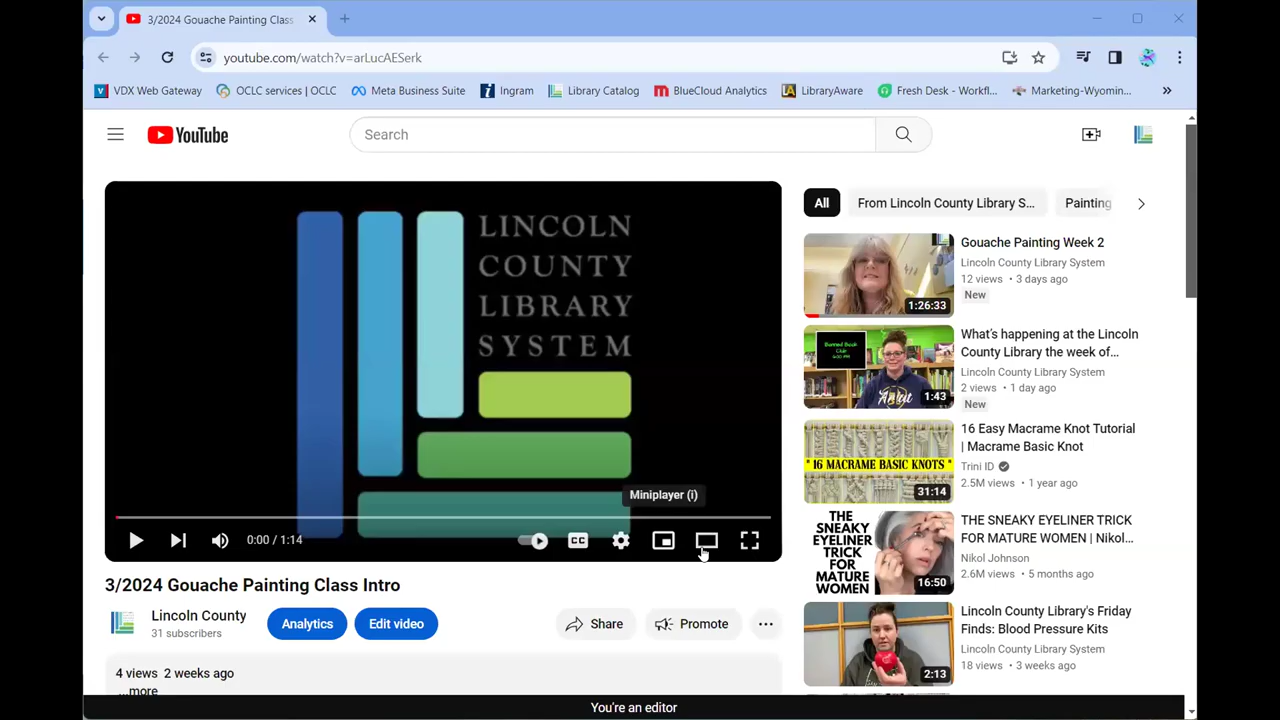 3/2024 Gouache Painting Class
youtube.com/watch?v=arLucAESerk
VDX Web Gateway
OCLC services | OCLC
Meta Business Suite
Ingram
Library Catalog
BlueCloud Analytics
LibraryAware
Fresh Desk - Workfl...
Marketing-Wyomin...
YouTube
Search
LINCOLN
COUNTY
LIBRARY
SYSTEM
Miniplayer (i)
0:00 / 1:14
CC
3/2024 Gouache Painting Class Intro
Lincoln County
31 subscribers
Analytics
Edit video
Share
Promote
4 views 2 weeks ago
...more
All
From Lincoln County Library S...
Painting
Gouache Painting Week 2
Lincoln County Library System
12 views • 3 days ago
New
1:26:33
What's happening at the Lincoln
County Library the week of...
Lincoln County Library System
2 views • 1 day ago
New
Banned Book
Club
1:43
16 Easy Macrame Knot Tutorial
| Macrame Basic Knot
Trini ID
2.5M views • 1 year ago
* 16 MACRAME BASIC KNOTS *
31:14
THE SNEAKY EYELINER TRICK
FOR MATURE WOMEN | Nikol...
Nikol Johnson
2.6M views • 5 months ago
THE
SNEAKY
EYELINER
TRICK
FOR
MATURE
WOMEN
16:50
Lincoln County Library's Friday
Finds: Blood Pressure Kits
Lincoln County Library System
18 views • 3 weeks ago
2:13
You're an editor